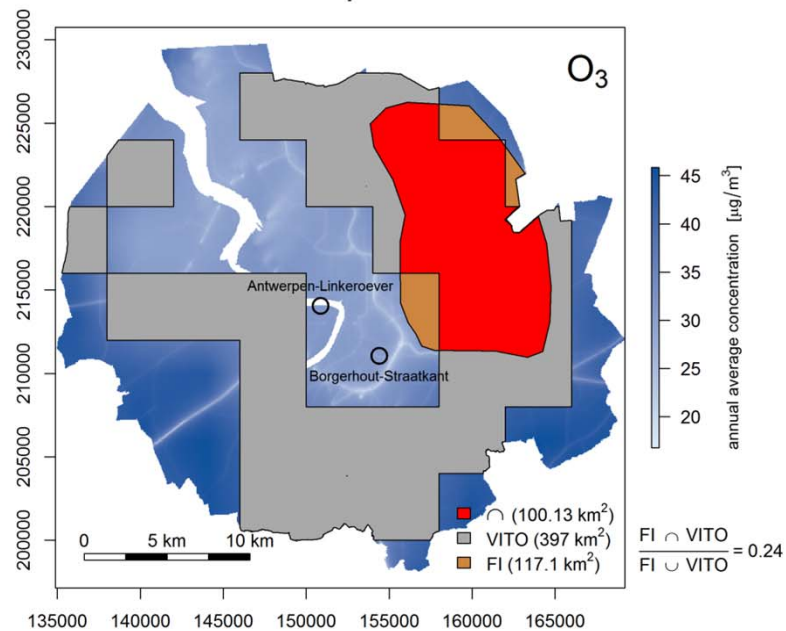 O3
230000
225000
220000
215000
210000
205000
200000
Antwerpen-Linkeroever
Borgerhout-Straatkant
0 5 km 10 km
∩ (100.13 km²)
VITO (397 km²)
FI (117.1 km²)
135000 140000 145000 150000 155000 160000 165000
45
40
35
30
25
20
annual average concentration [µg/m³]
FI ∩ VITO
FI ∪ VITO = 0.24